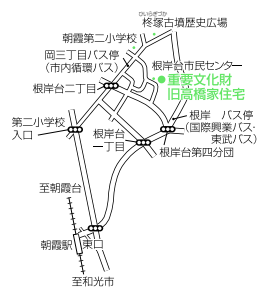 ひいらぎづか
柊塚古墳歴史広場
朝霞第二小学校
岡三丁目バス停
（市内循環バス）
根岸台市民センター
重要文化財
旧高橋家住宅
根岸台二丁目
根岸 バス停
（国際興業バス・
東武バス）
第二小学校
入口
根岸台
一丁目
根岸台第四分団
至朝霞台
朝霞駅
東口
至和光市